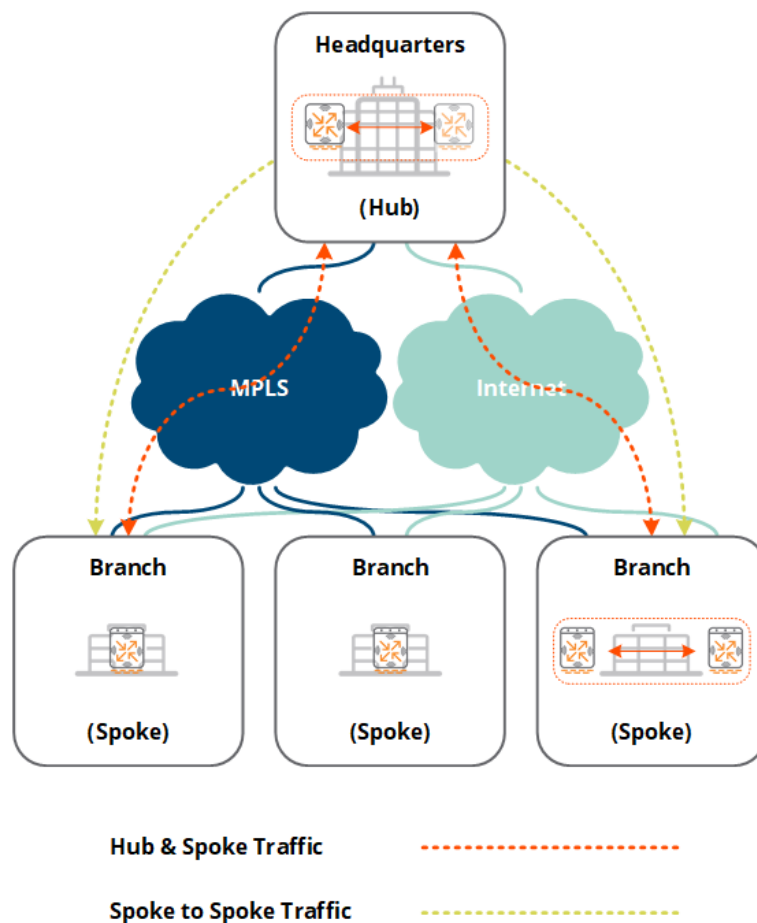 Headquarters
(Hub)
MPLS
Internet
Branch
Branch
Branch
(Spoke)
(Spoke)
(Spoke)
Hub & Spoke Traffic
Spoke to Spoke Traffic